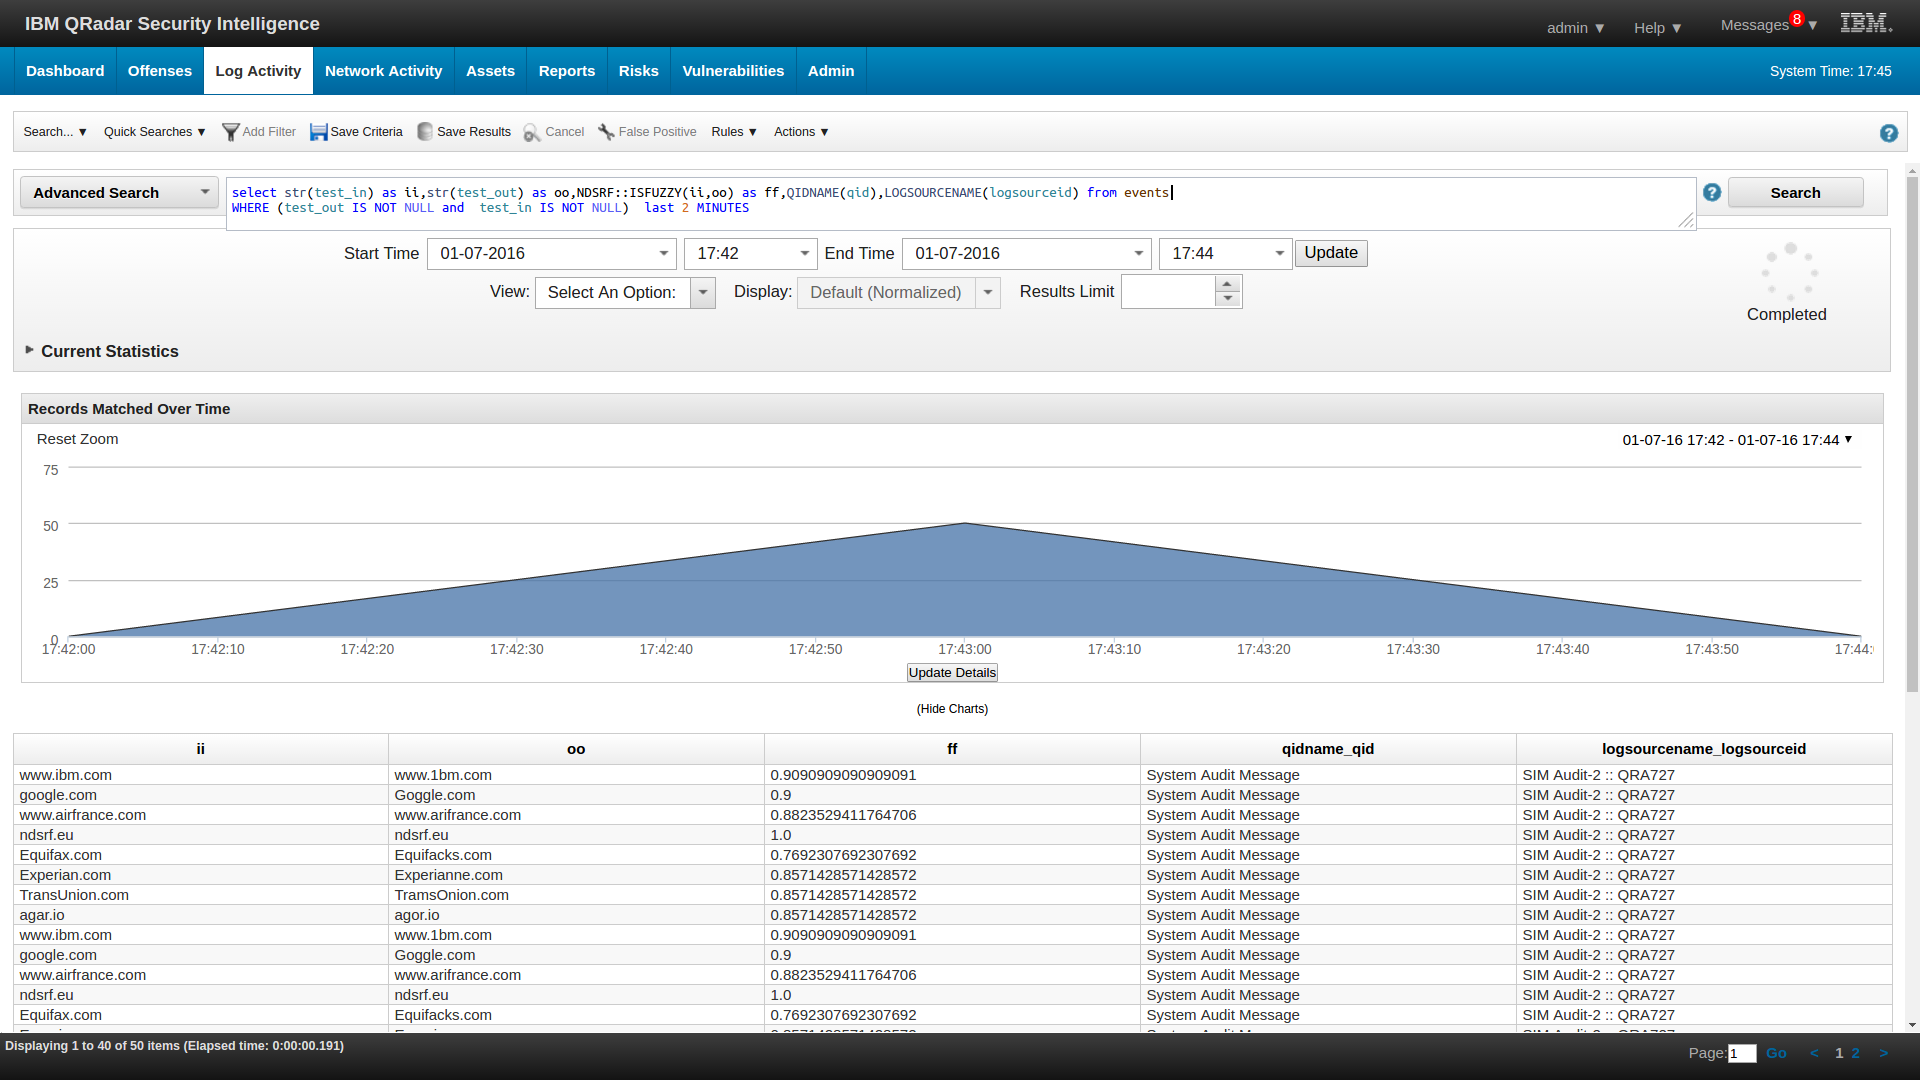 IBM QRadar Security Intelligence
admin ▼ Help ▼ Messages 8 ▼ IBM
Dashboard Offenses Log Activity Network Activity Assets Reports Risks Vulnerabilities Admin System Time: 17:45
Search... ▼ Quick Searches ▼ Add Filter Save Criteria Save Results Cancel False Positive Rules ▼ Actions ▼ ?
Advanced Search
select str(test_in) as ii,str(test_out) as oo,NDSRF::ISFUZZY(ii,oo) as ff,QIDNAME(qid),LOGSOURCENAME(logsourceid) from events
WHERE (test_out IS NOT NULL and  test_in IS NOT NULL)  last 2 MINUTES
? Search
Start Time 01-07-2016 17:42 End Time 01-07-2016 17:44 Update
View: Select An Option: Display: Default (Normalized) Results Limit
Completed
Current Statistics
Records Matched Over Time
Reset Zoom 01-07-16 17:42 - 01-07-16 17:44 ▼
75
50
25
0
17:42:00 17:42:10 17:42:20 17:42:30 17:42:40 17:42:50 17:43:00 17:43:10 17:43:20 17:43:30 17:43:40 17:43:50 17:44:
Update Details
(Hide Charts)
ii oo ff qidname_qid logsourcename_logsourceid
www.ibm.com www.1bm.com 0.9090909090909091 System Audit Message SIM Audit-2 :: QRA727
google.com Goggle.com 0.9 System Audit Message SIM Audit-2 :: QRA727
www.airfrance.com www.arifrance.com 0.8823529411764706 System Audit Message SIM Audit-2 :: QRA727
ndsrf.eu ndsrf.eu 1.0 System Audit Message SIM Audit-2 :: QRA727
Equifax.com Equifacks.com 0.7692307692307692 System Audit Message SIM Audit-2 :: QRA727
Experian.com Experianne.com 0.8571428571428572 System Audit Message SIM Audit-2 :: QRA727
TransUnion.com TramsOnion.com 0.8571428571428572 System Audit Message SIM Audit-2 :: QRA727
agar.io agor.io 0.8571428571428572 System Audit Message SIM Audit-2 :: QRA727
www.ibm.com www.1bm.com 0.9090909090909091 System Audit Message SIM Audit-2 :: QRA727
google.com Goggle.com 0.9 System Audit Message SIM Audit-2 :: QRA727
www.airfrance.com www.arifrance.com 0.8823529411764706 System Audit Message SIM Audit-2 :: QRA727
ndsrf.eu ndsrf.eu 1.0 System Audit Message SIM Audit-2 :: QRA727
Equifax.com Equifacks.com 0.7692307692307692 System Audit Message SIM Audit-2 :: QRA727
Displaying 1 to 40 of 50 items (Elapsed time: 0:00:00.191)
Page: 1 Go < 1 2 >